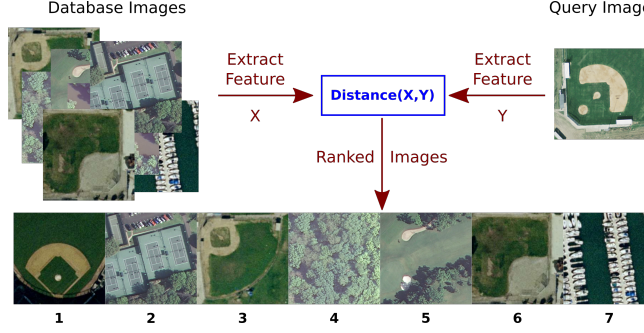 Database Images
Query Imag
Extract
Feature
X
Distance(X,Y)
Extract
Feature
Y
Ranked Images
1 2 3 4 5 6 7